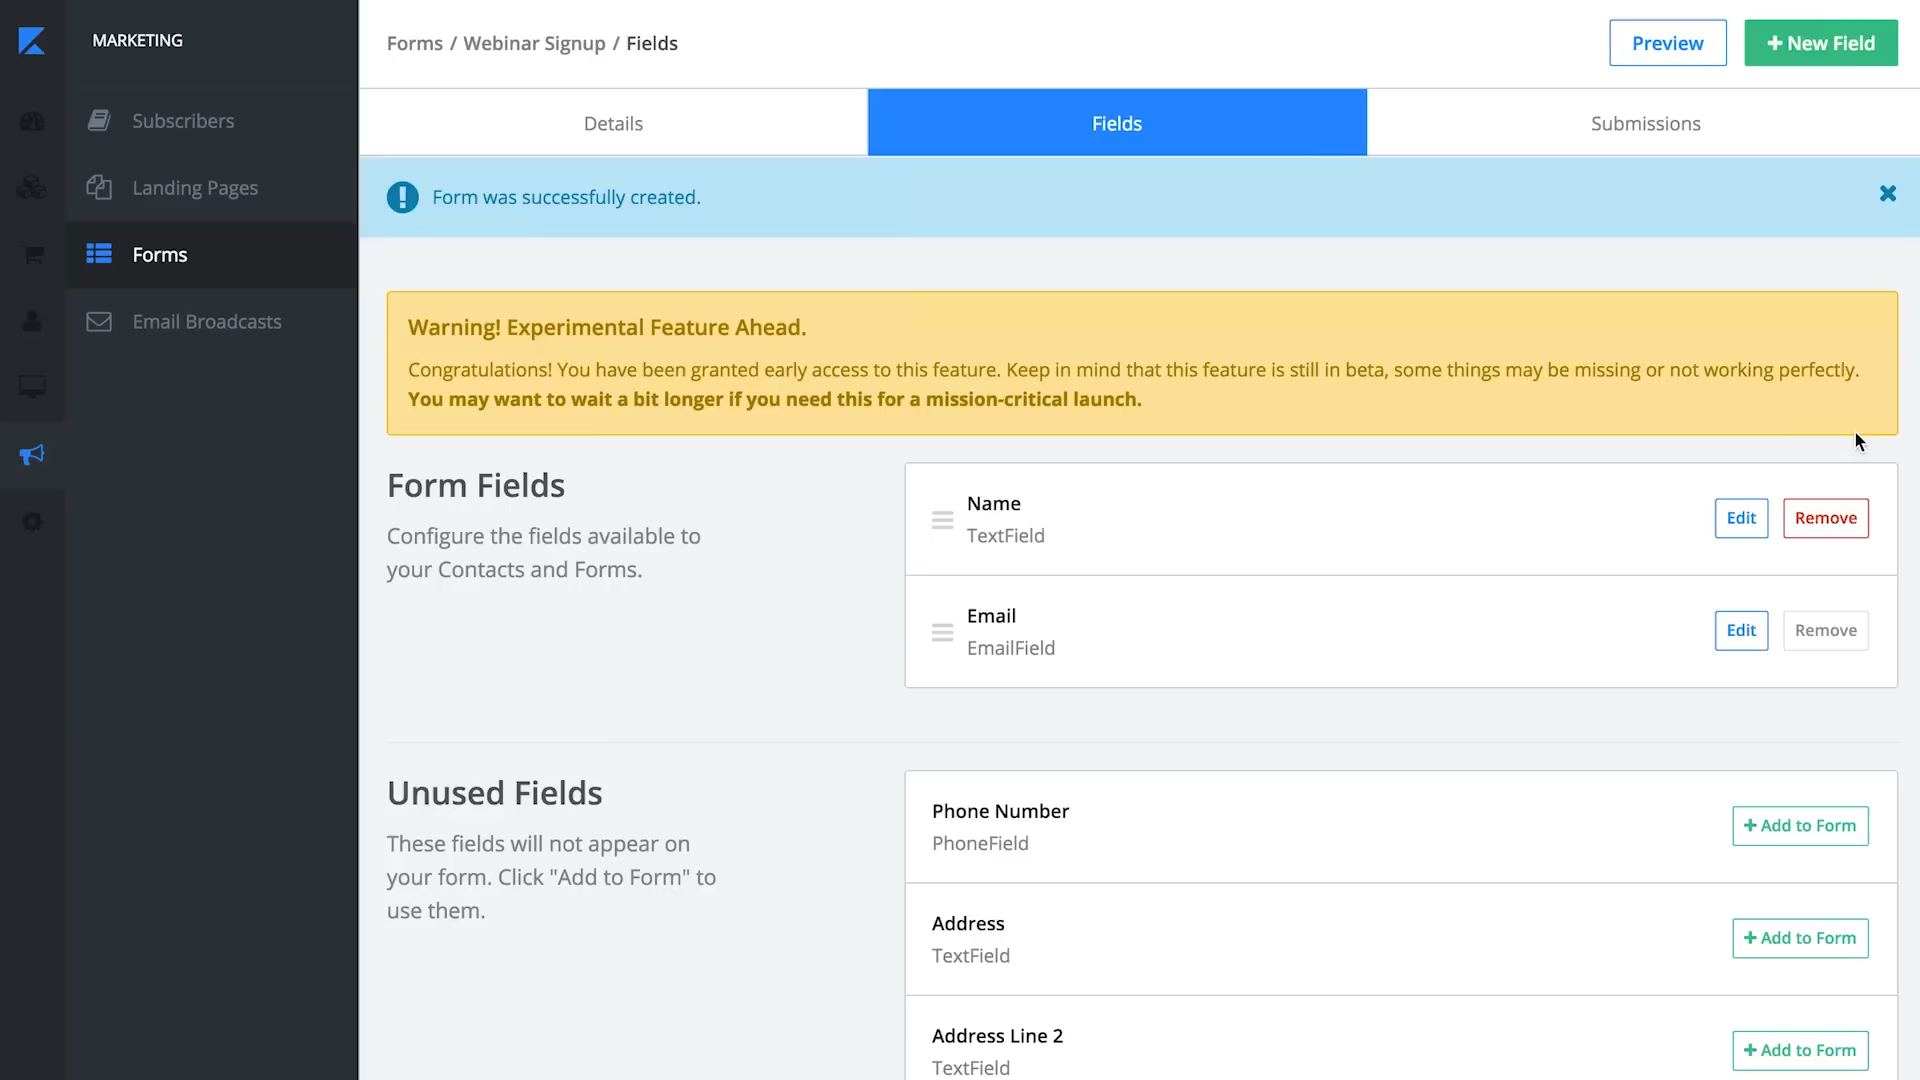 MARKETING
Subscribers
Landing Pages
Forms
Email Broadcasts
Forms / Webinar Signup / Fields
Preview
+ New Field
Details
Fields
Submissions
Form was successfully created.
Warning! Experimental Feature Ahead.
Congratulations! You have been granted early access to this feature. Keep in mind that this feature is still in beta, some things may be missing or not working perfectly.
You may want to wait a bit longer if you need this for a mission-critical launch.
Form Fields
Configure the fields available to
your Contacts and Forms.
Name
TextField
Edit
Remove
Email
EmailField
Edit
Remove
Unused Fields
These fields will not appear on
your form. Click "Add to Form" to
use them.
Phone Number
PhoneField
+ Add to Form
Address
TextField
+ Add to Form
Address Line 2
TextField
+ Add to Form